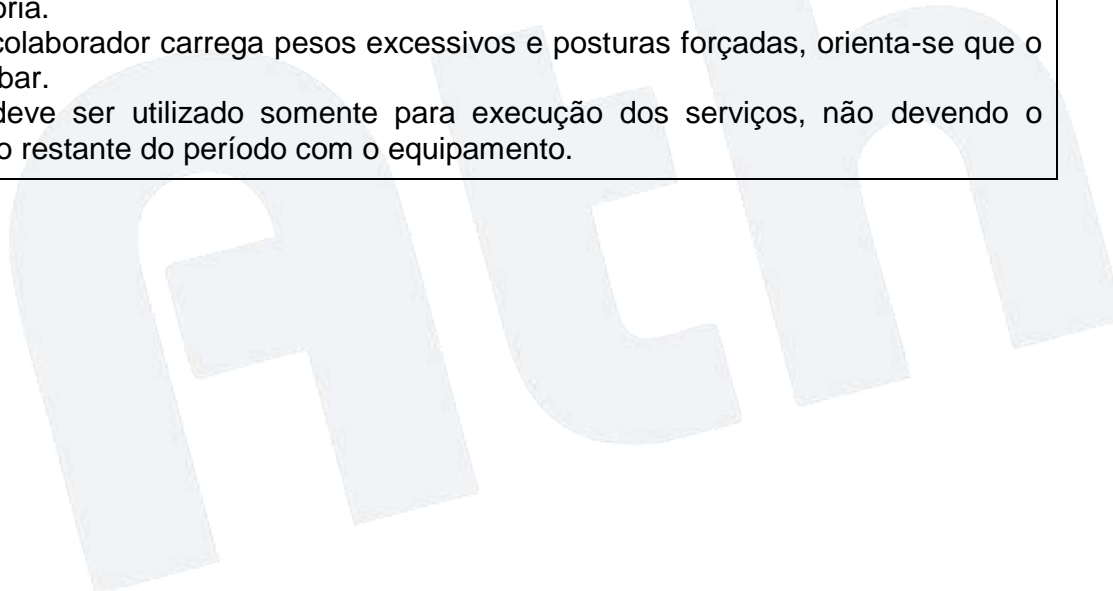 ória.
colaborador carrega pesos excessivos e posturas forçadas, orienta-se que o
bar.
deve ser utilizado somente para execução dos serviços, não devendo o
o restante do período com o equipamento.
Ath